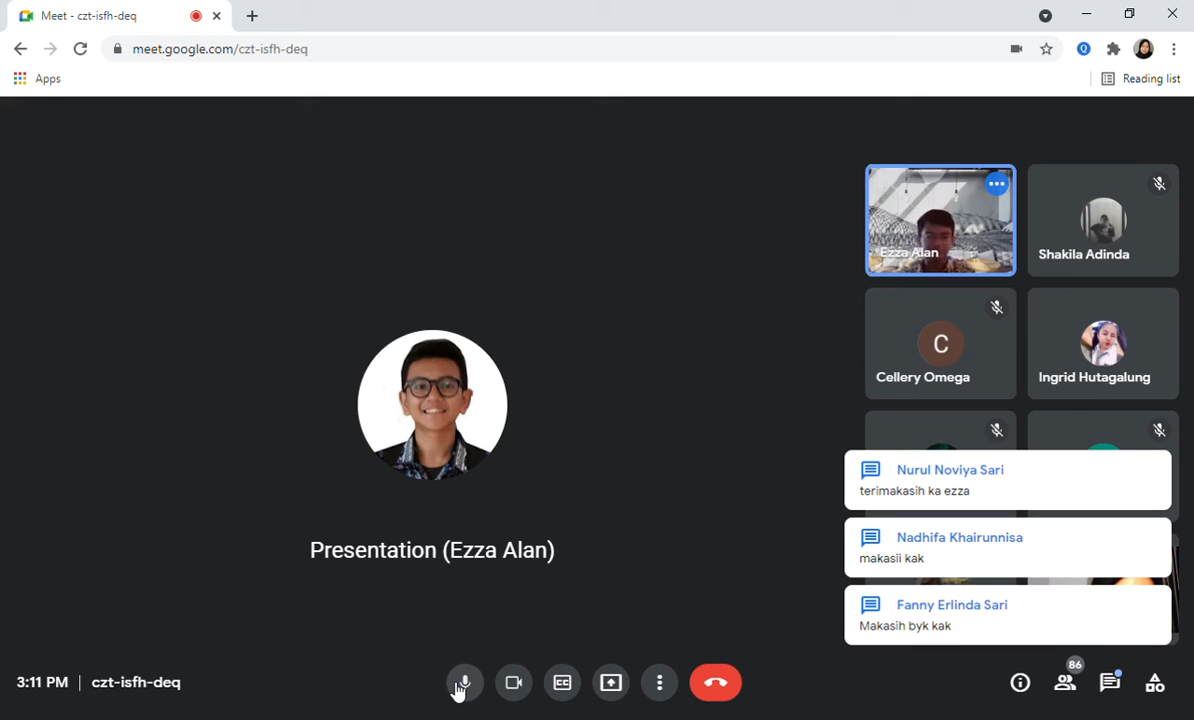 Meet - czt-isfh-deq
meet.google.com/czt-isfh-deq
Apps
Reading list
Ezza Alan
Shakila Adinda
C
Cellery Omega
Ingrid Hutagalung
Nurul Noviya Sari
terimakasih ka ezza
Nadhifa Khairunnisa
makasii kak
Fanny Erlinda Sari
Makasih byk kak
Presentation (Ezza Alan)
3:11 PM | czt-isfh-deq
CC
86